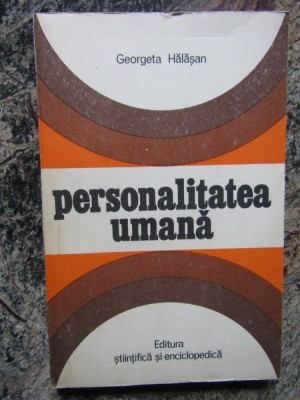 Georgeta Hălășan
personalitatea
umană
Editura
științifică și enciclopedică